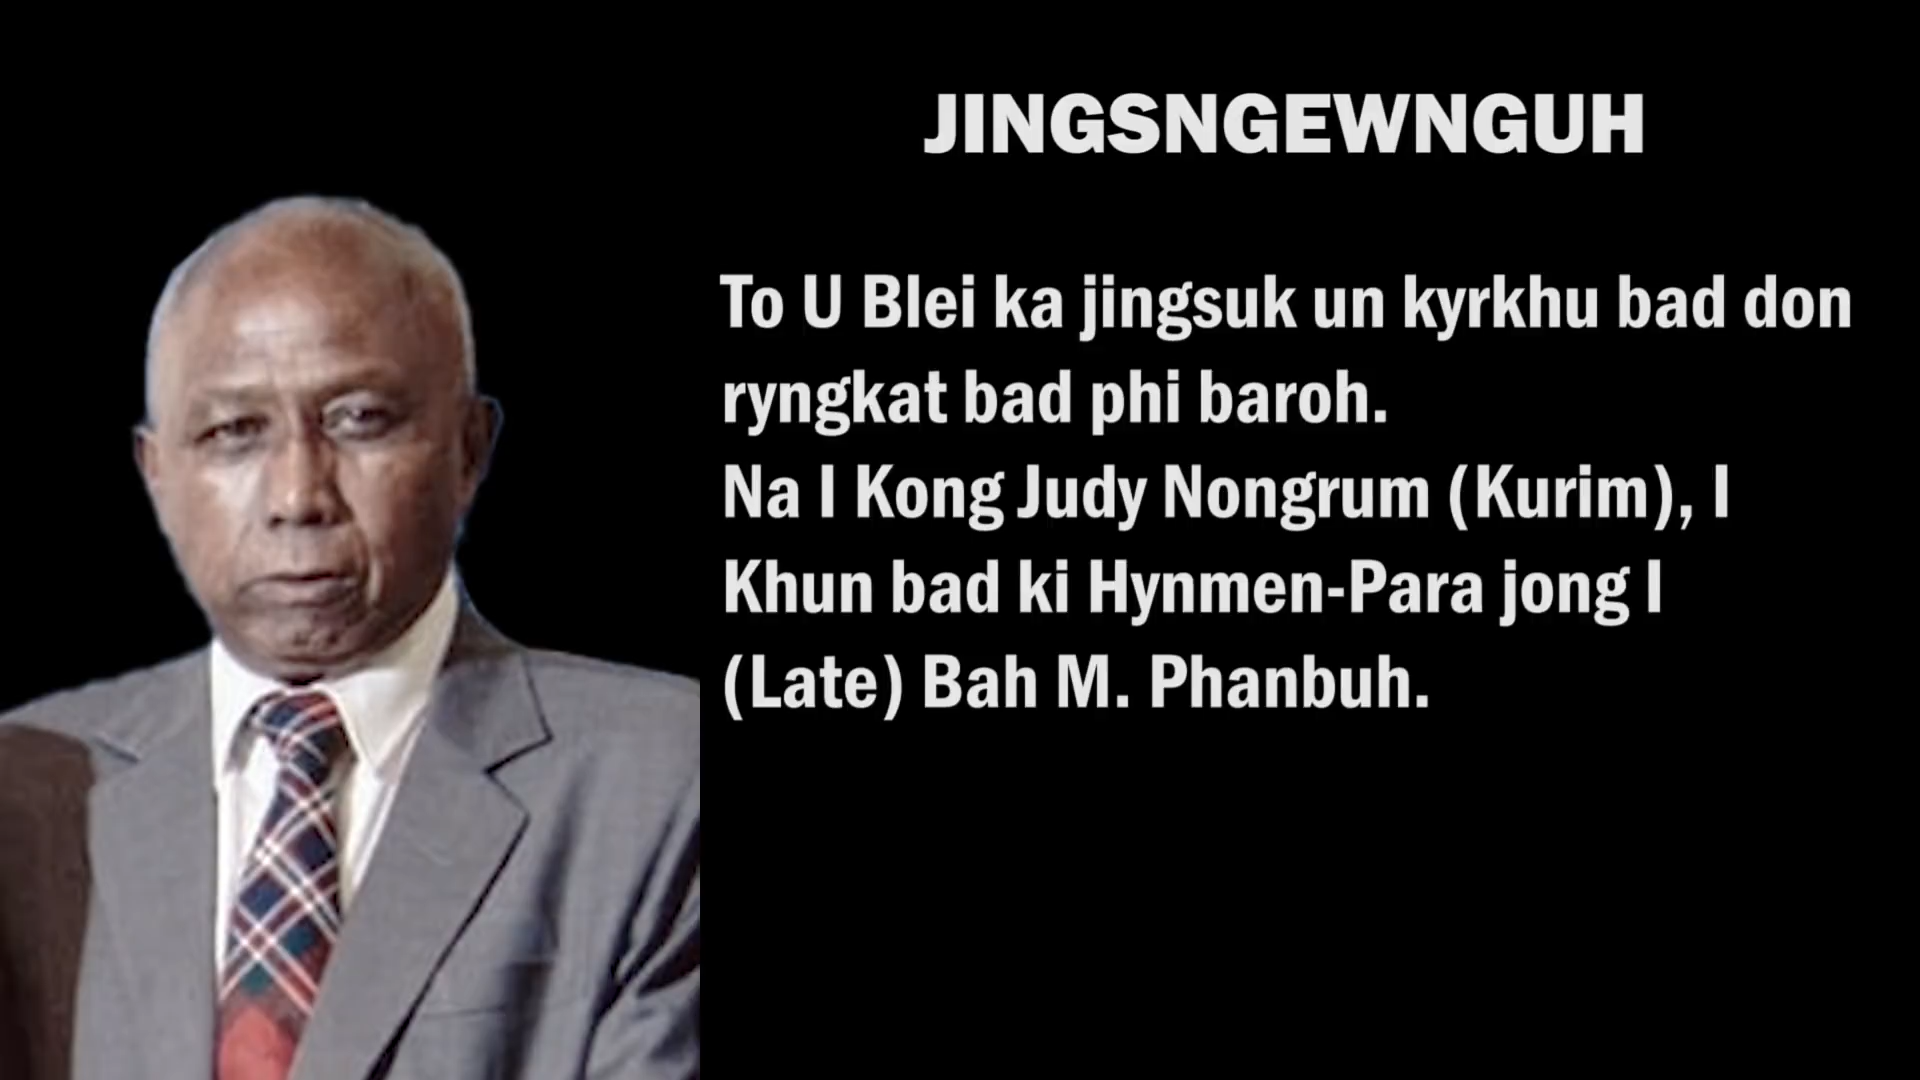 JINGSNGEWNGUH
To U Blei ka jingsuk un kyrkhu bad don
ryngkat bad phi baroh.
Na I Kong Judy Nongrum (Kurim), I
Khun bad ki Hynmen-Para jong I
(Late) Bah M. Phanbuh.